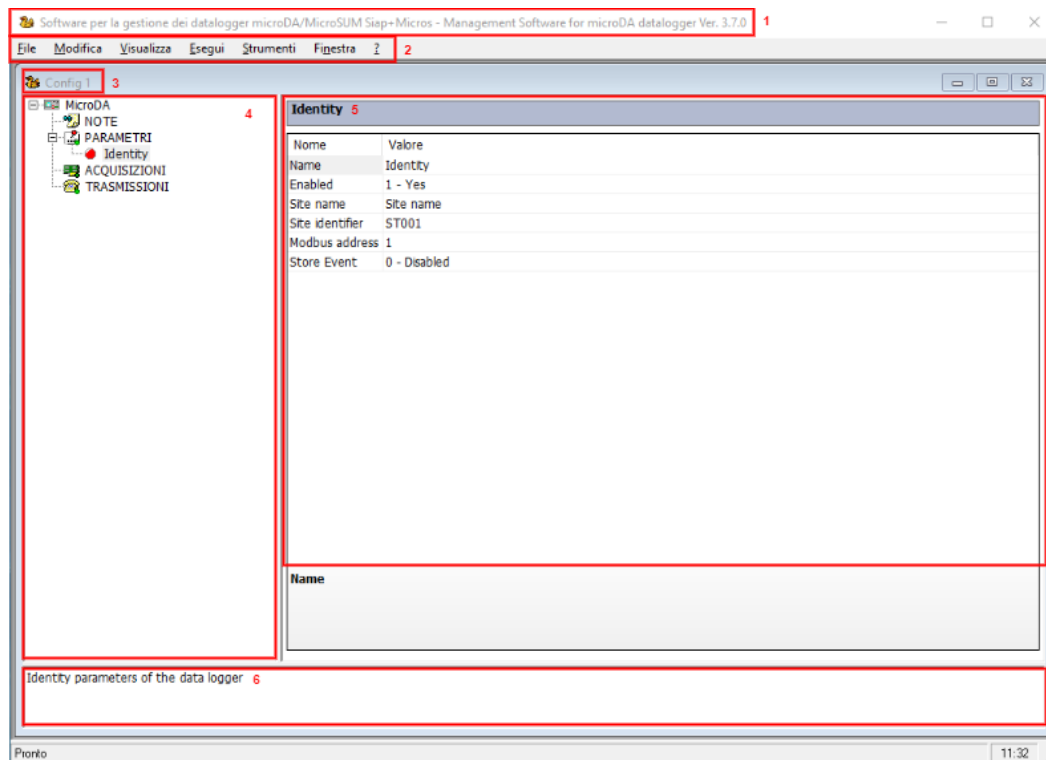 Software per la gestione dei datalogger microDA/MicroSUM Siap+Micros - Management Software for microDA datalogger Ver. 3.7.0 1
File Modifica Visualizza Esegui Strumenti Finestra ? 2
Config 1 3
MicroDA 4
NOTE
PARAMETRI
Identity
ACQUISIZIONI
TRASMISSIONI
Identity 5
Nome Valore
Name Identity
Enabled 1 - Yes
Site name Site name
Site identifier ST001
Modbus address 1
Store Event 0 - Disabled
Name
Identity parameters of the data logger 6
Pronto 11:32